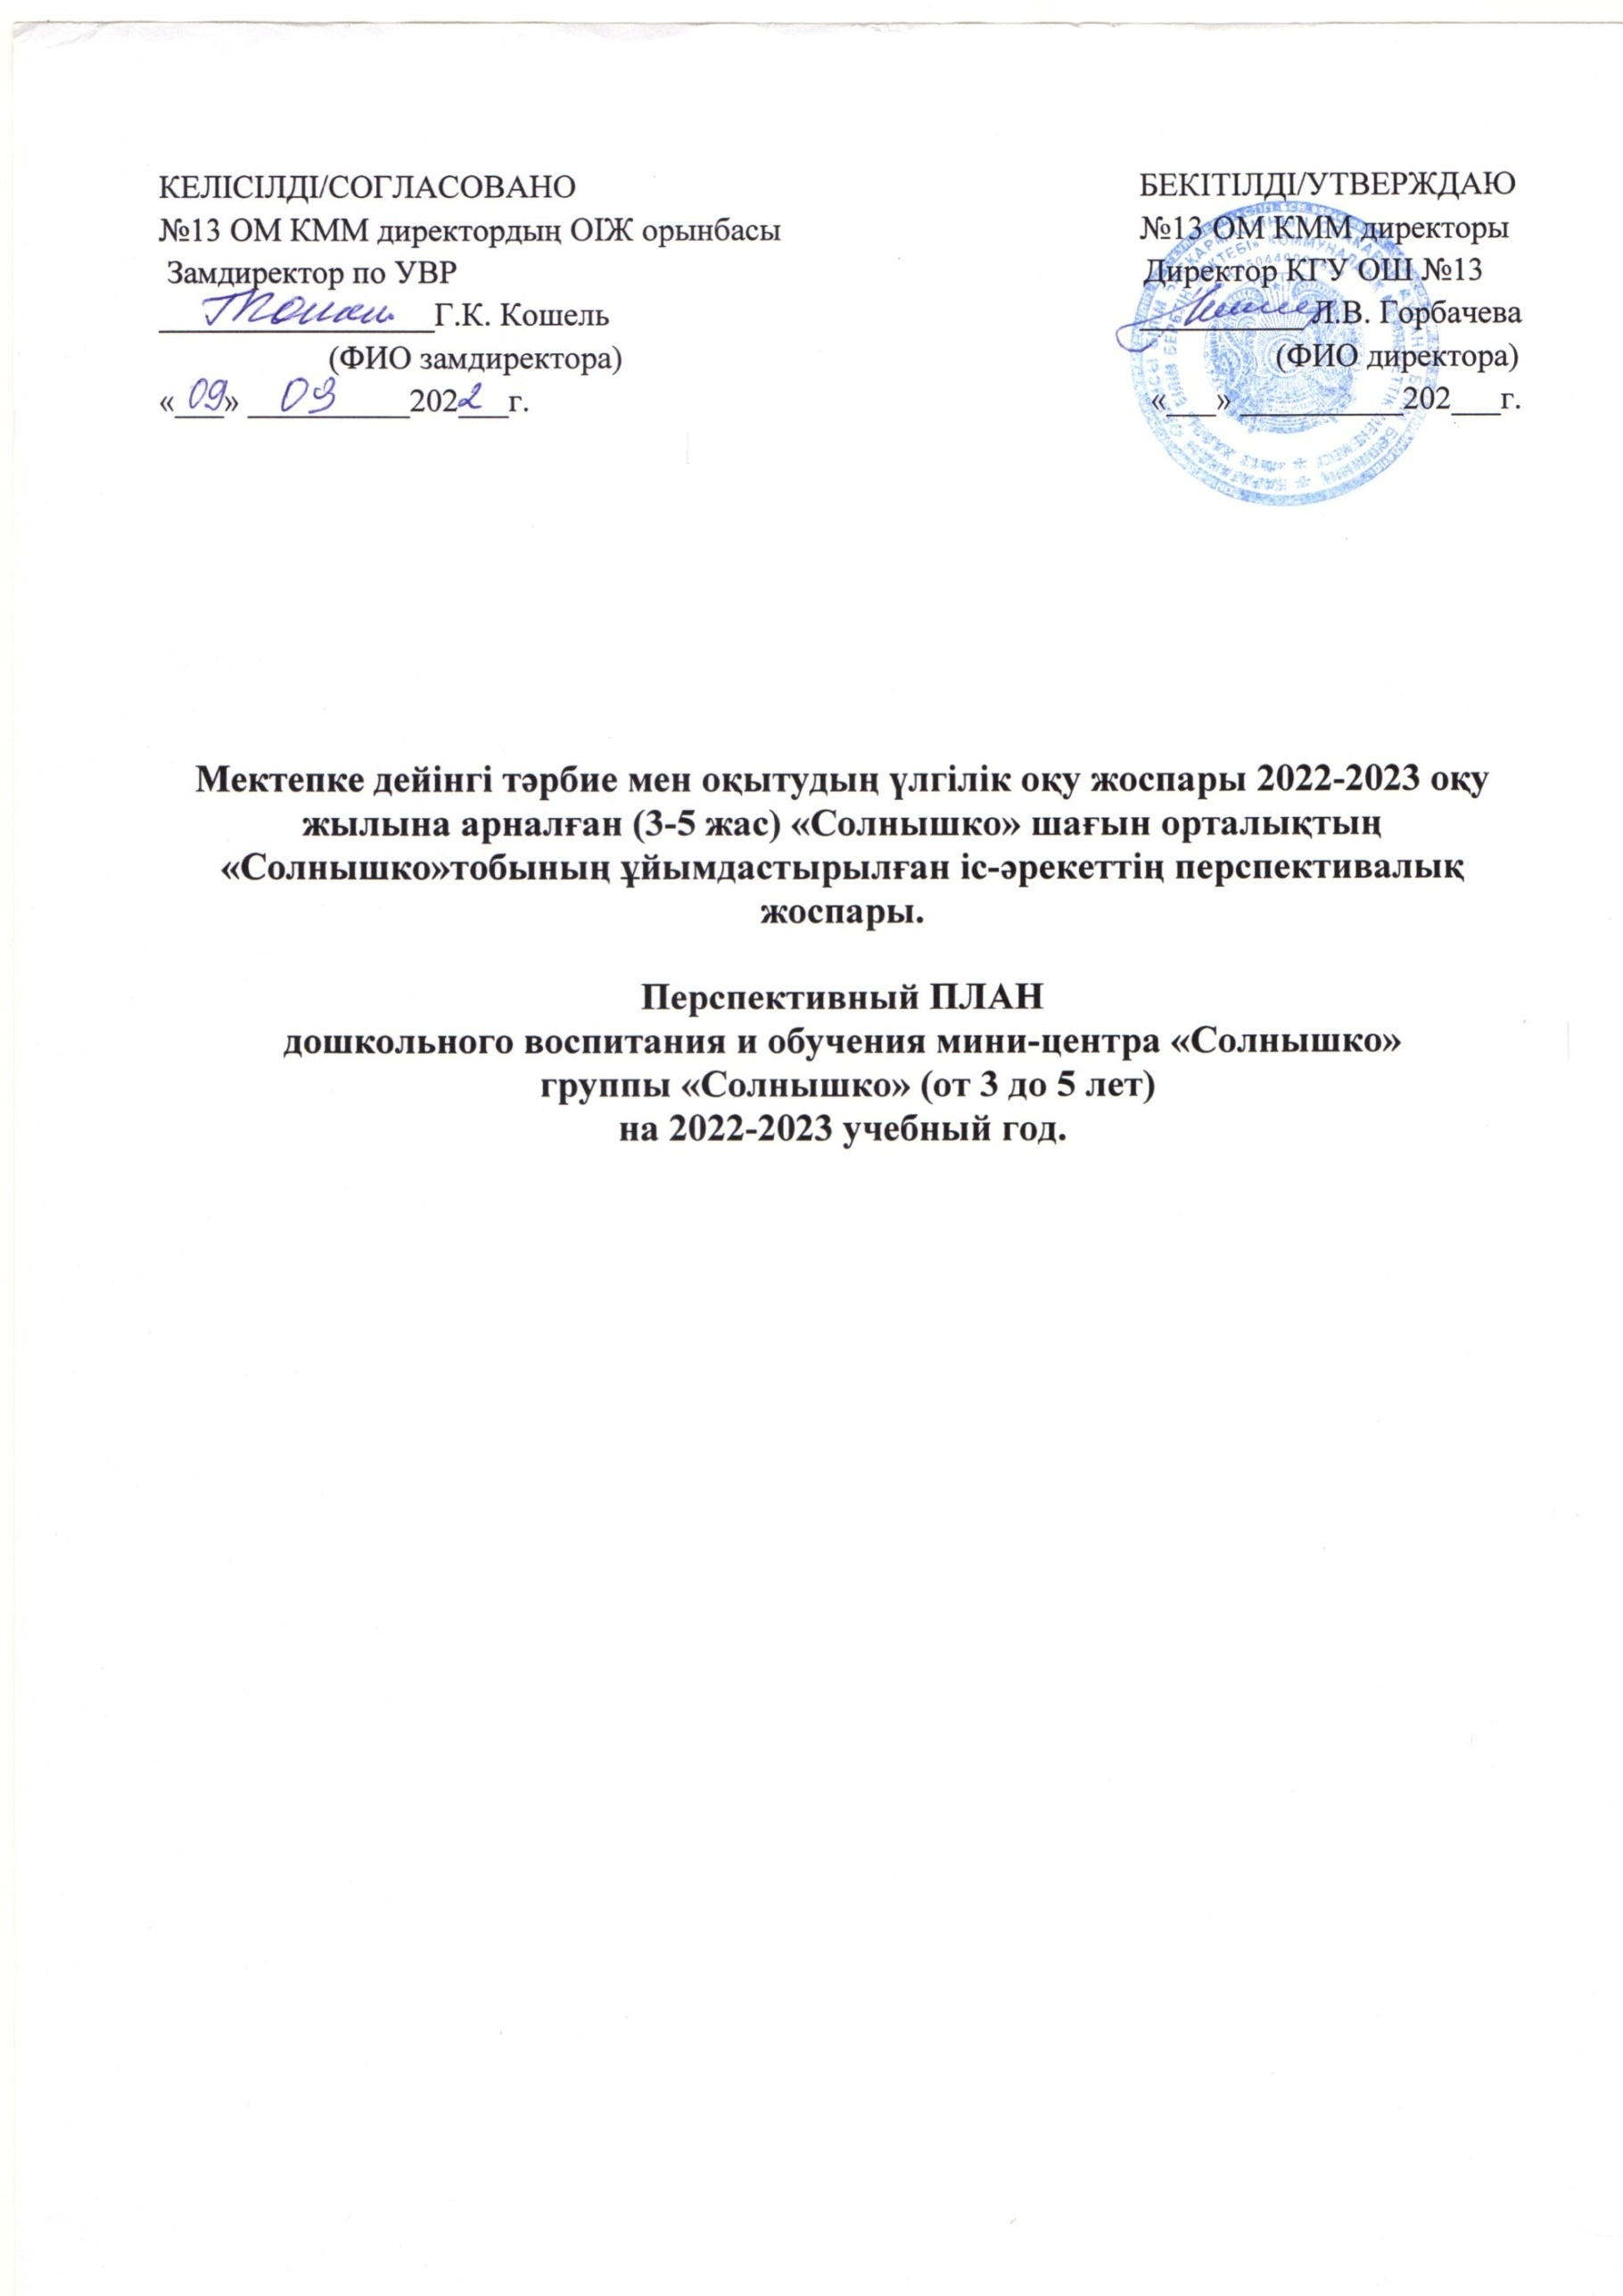 КЕЛІСІЛДІ/СОГЛАСОВАНО
№13 ОМ КММ директордың ОІЖ орынбасы
Замдиректор по УВР
____________________Г.К. Кошель
(ФИО замдиректора)
«09» 09 2022 г.
БЕКІТІЛДІ/УТВЕРЖДАЮ
№13 ОМ КММ директоры
Директор КГУ ОШ №13
____________Л.В. Горбачева
(ФИО директора)
«___» ____________202___г.
Мектепке дейінгі тәрбие мен оқытудың үлгілік оқу жоспары 2022-2023 оқу
жылына арналған (3-5 жас) «Солнышко» шағын орталықтың
«Солнышко»тобының ұйымдастырылған іс-әрекеттің перспективалық
жоспары.
Перспективный ПЛАН
дошкольного воспитания и обучения мини-центра «Солнышко»
группы «Солнышко» (от 3 до 5 лет)
на 2022-2023 учебный год.